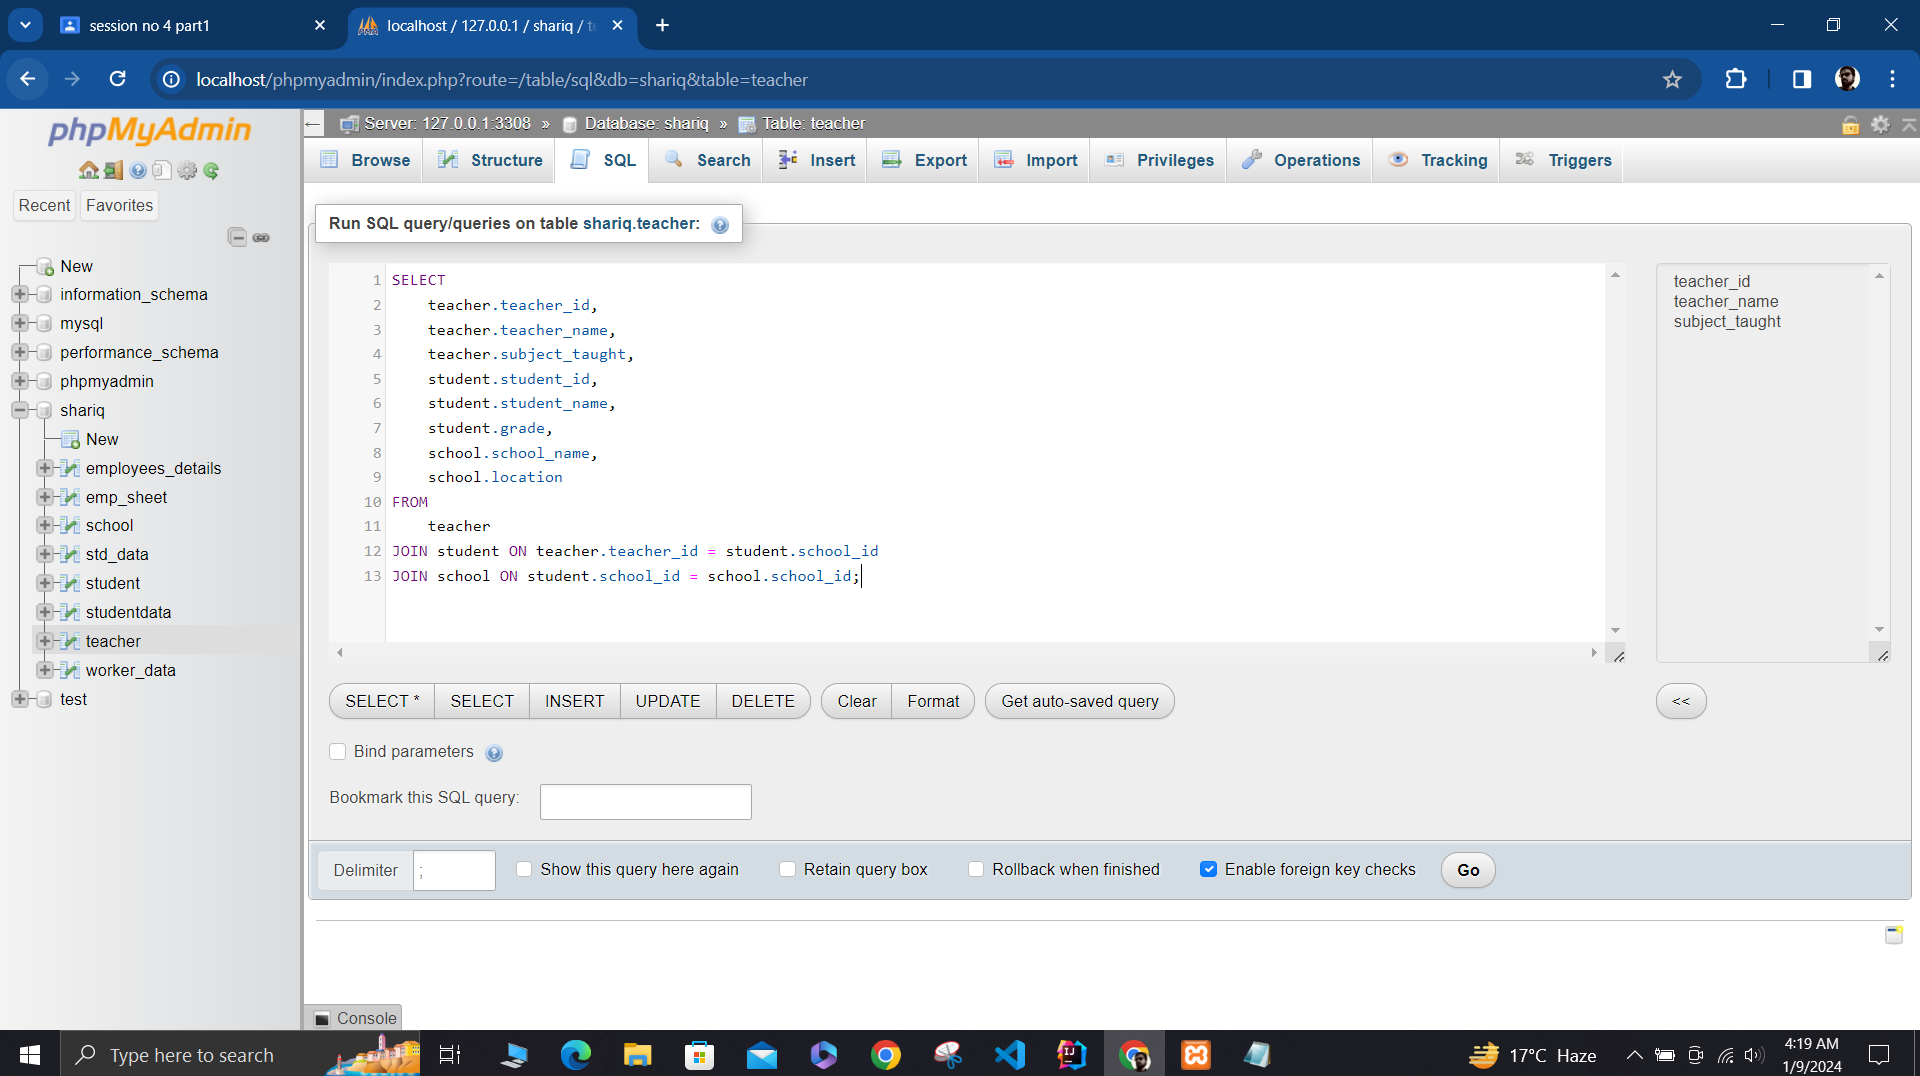 session no 4 part1
localhost / 127.0.0.1 / shariq / t
localhost/phpmyadmin/index.php?route=/table/sql&db=shariq&table=teacher
phpMyAdmin
Recent Favorites
New
information_schema
mysql
performance_schema
phpmyadmin
shariq
New
employees_details
emp_sheet
school
std_data
student
studentdata
teacher
worker_data
test
Server: 127.0.0.1:3308 » Database: shariq » Table: teacher
Browse Structure SQL Search Insert Export Import Privileges Operations Tracking Triggers
Run SQL query/queries on table shariq.teacher:
1 SELECT
2 teacher.teacher_id,
3 teacher.teacher_name,
4 teacher.subject_taught,
5 student.student_id,
6 student.student_name,
7 student.grade,
8 school.school_name,
9 school.location
10 FROM
11 teacher
12 JOIN student ON teacher.teacher_id = student.school_id
13 JOIN school ON student.school_id = school.school_id;
teacher_id
teacher_name
subject_taught
SELECT * SELECT INSERT UPDATE DELETE Clear Format Get auto-saved query <<
Bind parameters
Bookmark this SQL query:
Delimiter ; Show this query here again Retain query box Rollback when finished Enable foreign key checks Go
Console
Type here to search
17°C Haze
4:19 AM
1/9/2024